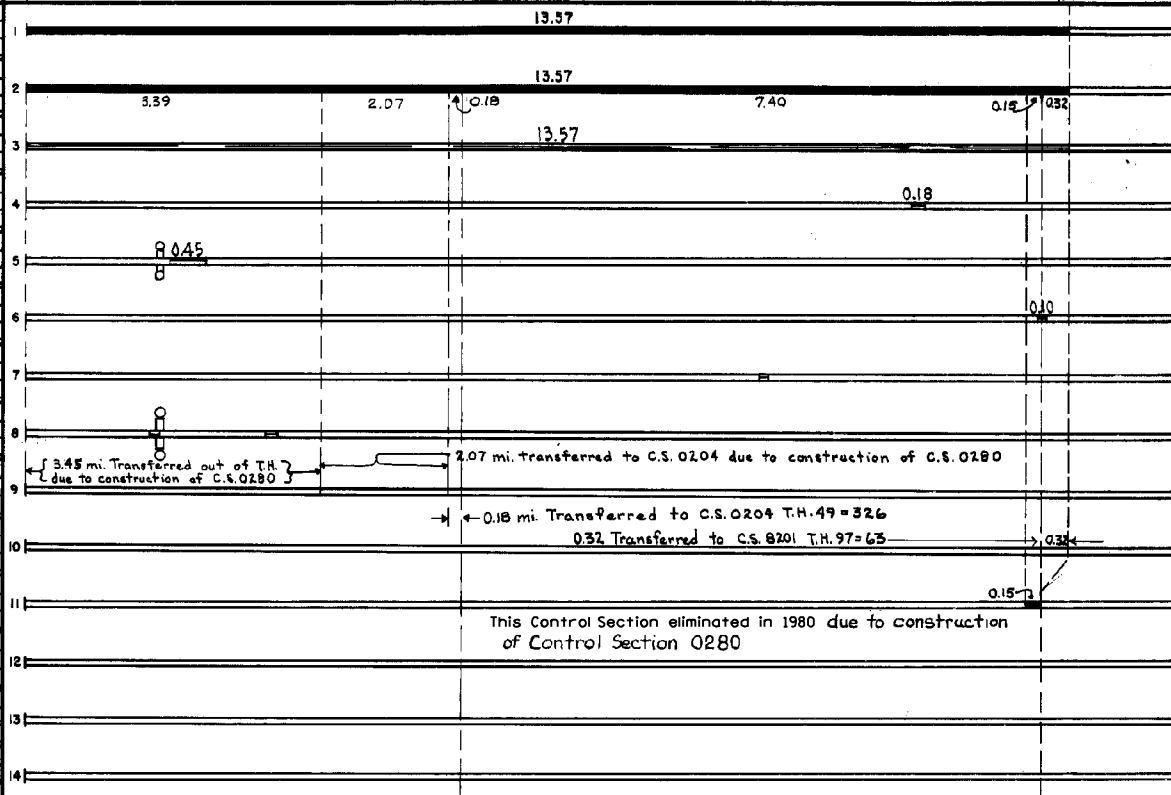 13.57
1
13.57
2
3.39 2.07 0.18 7.40 0.15 0.32
13.57
3
0.18
4
0.45
5
0.10
6
7
8
3.45 mi. Transferred out of T.H.
due to construction of C.S. 0280
2.07 mi. transferred to C.S. 0204 due to construction of C.S. 0280
9
0.18 mi. Transferred to C.S. 0204 T.H. 49 = 326
0.32 Transferred to C.S. 8201 T.H. 97 = 63 0.32
10
0.15
11
This Control Section eliminated in 1980 due to construction
of Control Section 0280
12
13
14